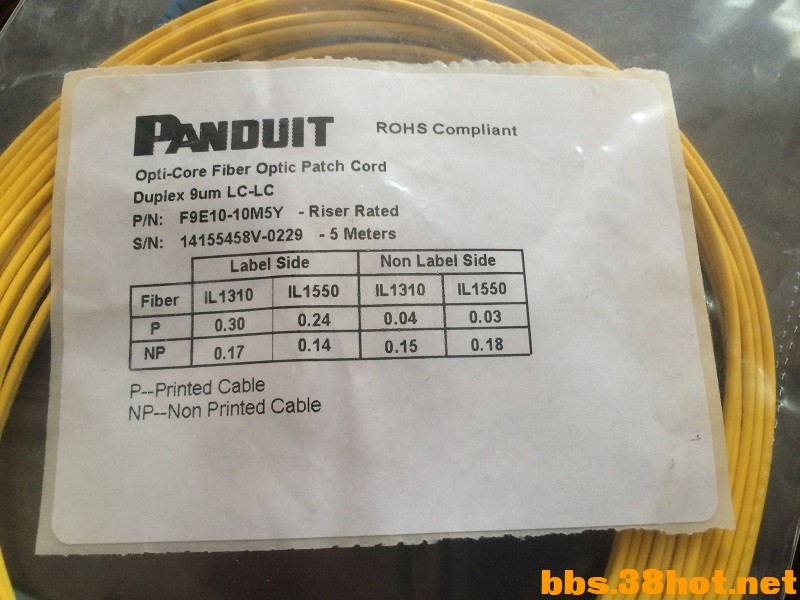 PANDUIT ROHS Compliant
Opti-Core Fiber Optic Patch Cord
Duplex 9um LC-LC
P/N: F9E10-10M5Y - Riser Rated
S/N: 14155458V-0229 - 5 Meters
Label Side Non Label Side
Fiber IL1310 IL1550 IL1310 IL1550
P 0.30 0.24 0.04 0.03
NP 0.17 0.14 0.15 0.18
P--Printed Cable
NP--Non Printed Cable
bbs.38hot.net